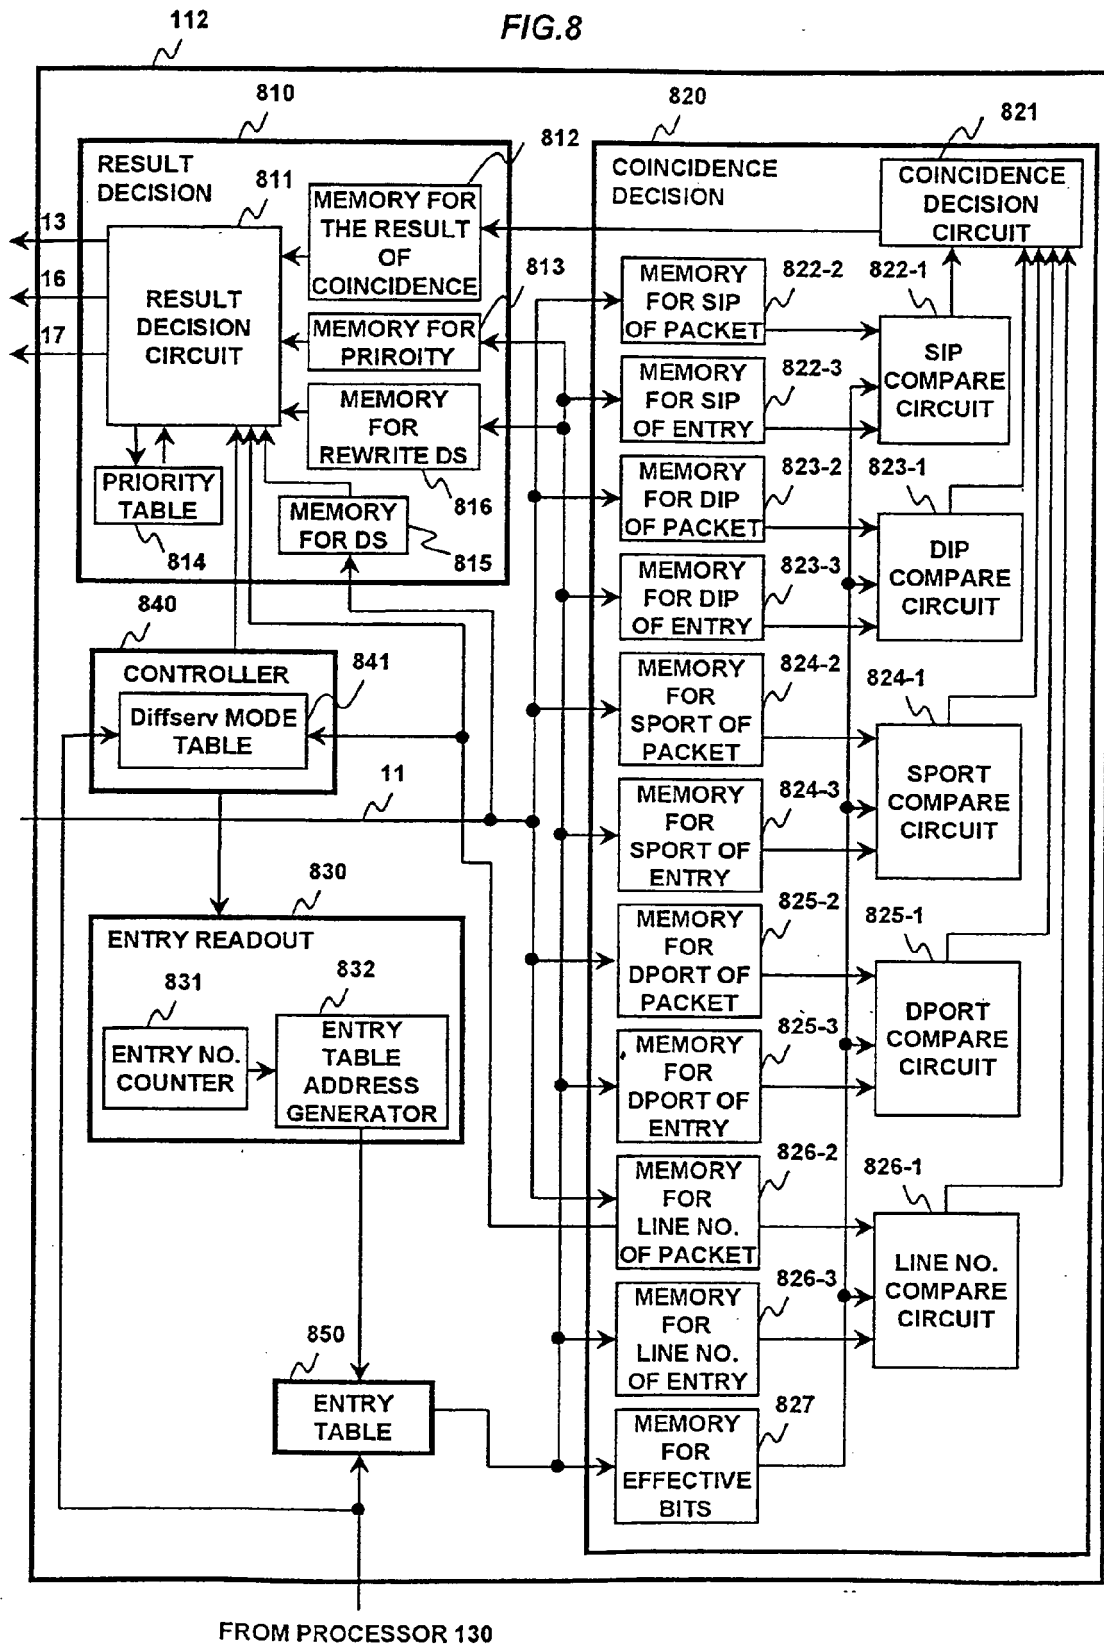 FIG.8
112
810
RESULT
DECISION
811
RESULT
DECISION
CIRCUIT
13
16
17
812
MEMORY FOR
THE RESULT
OF
COINCIDENCE
813
MEMORY FOR
PRIROITY
MEMORY
FOR
REWRITE DS
816
PRIORITY
TABLE
814
MEMORY
FOR DS
815
840
CONTROLLER
841
Diffserv MODE
TABLE
11
830
ENTRY READOUT
831
ENTRY NO.
COUNTER
832
ENTRY
TABLE
ADDRESS
GENERATOR
850
ENTRY
TABLE
FROM PROCESSOR 130
820
COINCIDENCE
DECISION
821
COINCIDENCE
DECISION
CIRCUIT
MEMORY
FOR SIP
OF PACKET
822-2
822-1
SIP
COMPARE
CIRCUIT
MEMORY
FOR SIP
OF ENTRY
822-3
MEMORY
FOR DIP
OF PACKET
823-2
823-1
DIP
COMPARE
CIRCUIT
MEMORY
FOR DIP
OF ENTRY
823-3
MEMORY
FOR
SPORT OF
PACKET
824-2
824-1
SPORT
COMPARE
CIRCUIT
MEMORY
FOR
SPORT OF
ENTRY
824-3
MEMORY
FOR
DPORT OF
PACKET
825-2
825-1
DPORT
COMPARE
CIRCUIT
MEMORY
FOR
DPORT OF
ENTRY
825-3
MEMORY
FOR
LINE NO.
OF PACKET
826-2
826-1
LINE NO.
COMPARE
CIRCUIT
MEMORY
FOR
LINE NO.
OF ENTRY
826-3
MEMORY
FOR
EFFECTIVE
BITS
827